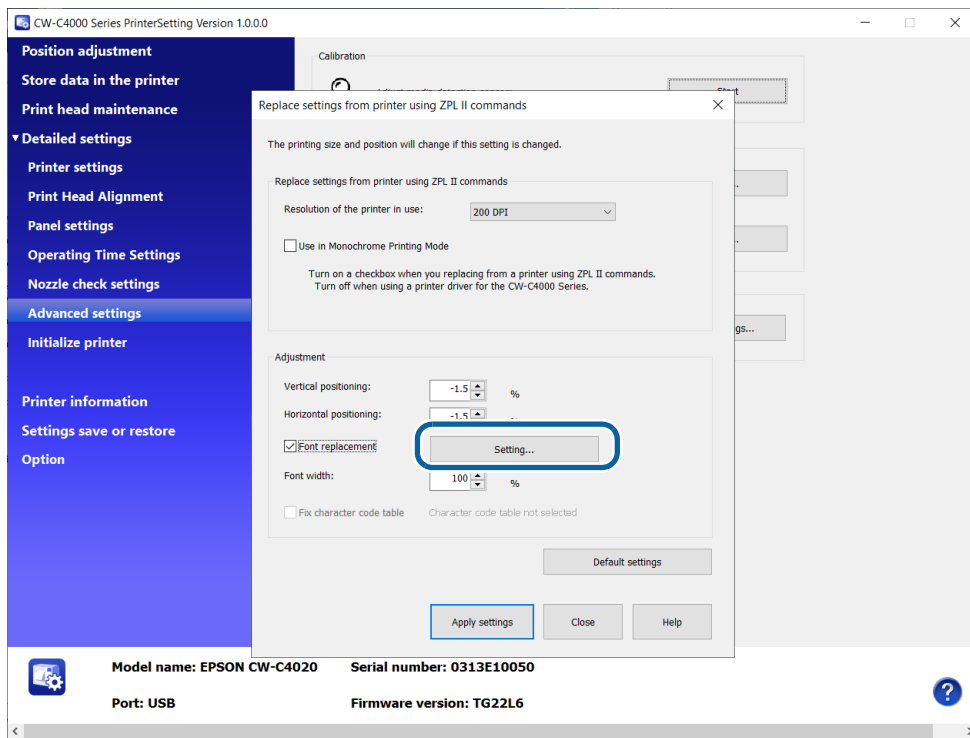 CW-C4000 Series PrinterSetting Version 1.0.0.0
Position adjustment
Store data in the printer
Print head maintenance
Detailed settings
Printer settings
Print Head Alignment
Panel settings
Operating Time Settings
Nozzle check settings
Advanced settings
Initialize printer
Printer information
Settings save or restore
Option
Calibration
Replace settings from printer using ZPL II commands
The printing size and position will change if this setting is changed.
Replace settings from printer using ZPL II commands
Resolution of the printer in use:
200 DPI
Use in Monochrome Printing Mode
Turn on a checkbox when you replacing from a printer using ZPL II commands.
Turn off when using a printer driver for the CW-C4000 Series.
gs...
Adjustment
Vertical positioning:
-1.5
%
Horizontal positioning:
-1.5
Font replacement
Setting...
Font width:
100
%
Fix character code table
Character code table not selected
Default settings
Apply settings
Close
Help
Model name: EPSON CW-C4020
Serial number: 0313E10050
Port: USB
Firmware version: TG22L6
?